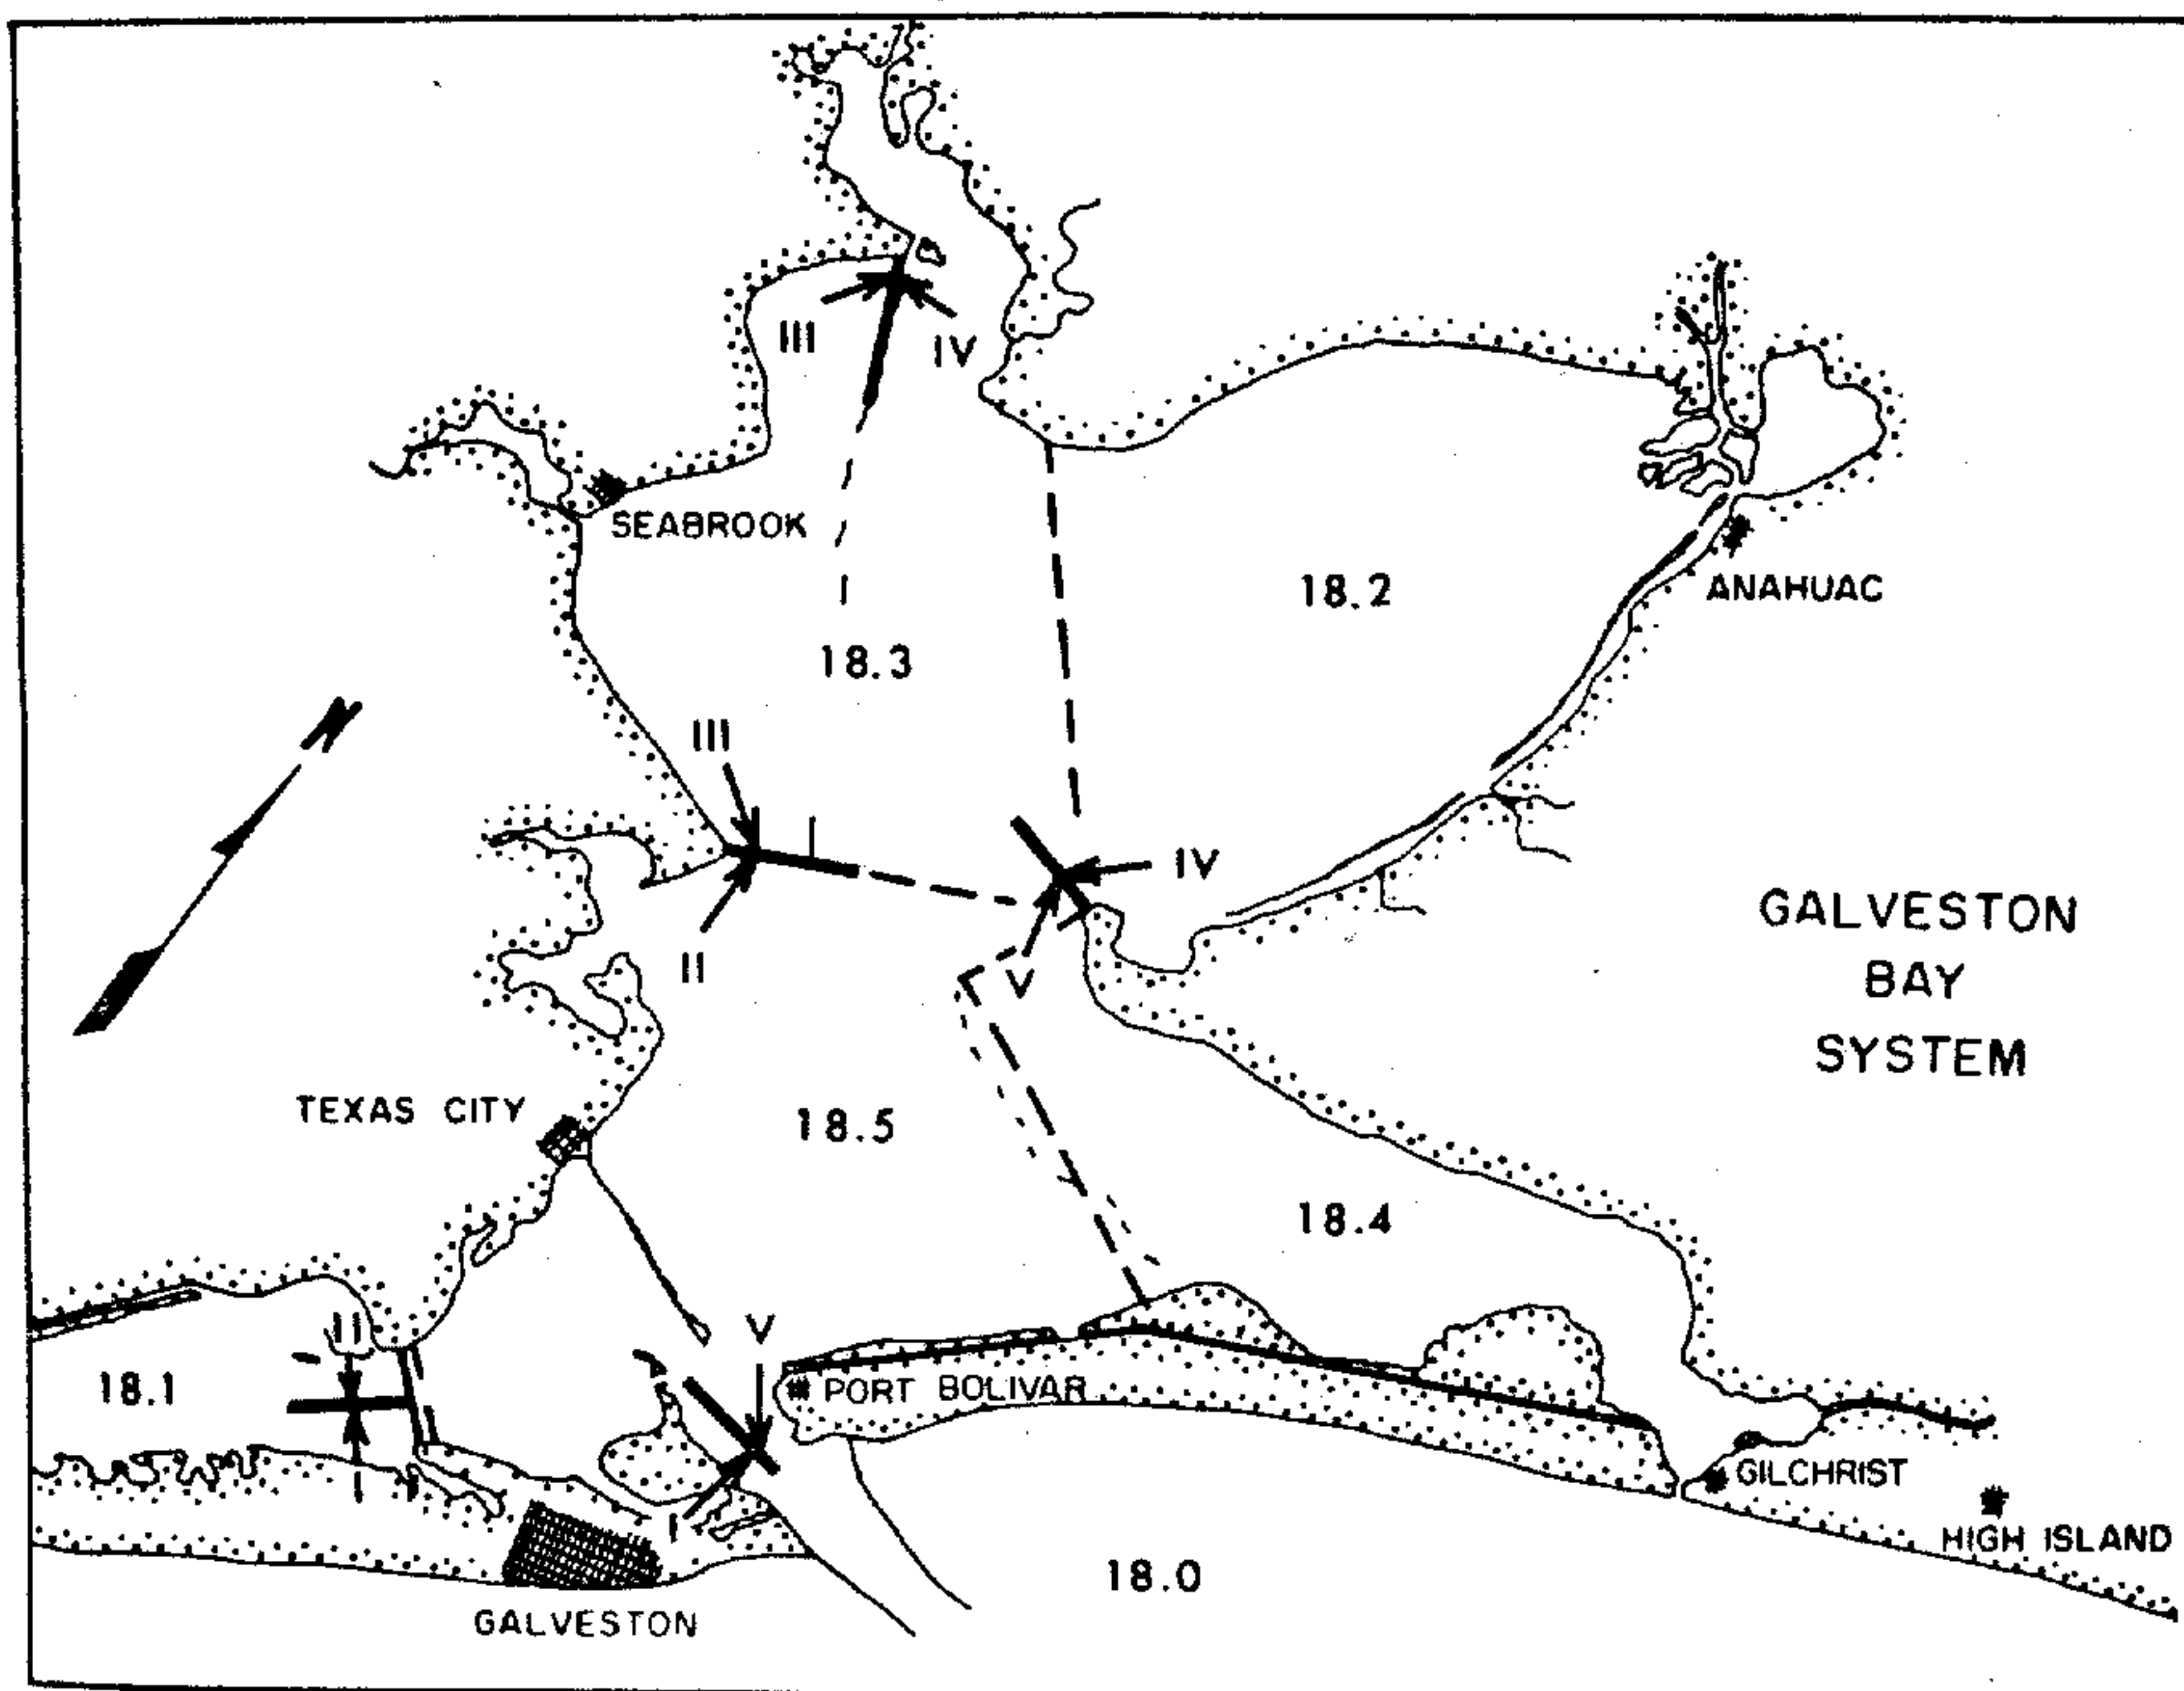 III
IV
SEABROOK
18.2
ANAHUAC
18.3
N
III
IV
GALVESTON
BAY
SYSTEM
II
V
TEXAS CITY
18.5
18.4
II
V
18.1
PORT BOLIVAR
I
I
GILCHRIST
HIGH ISLAND
18.0
GALVESTON